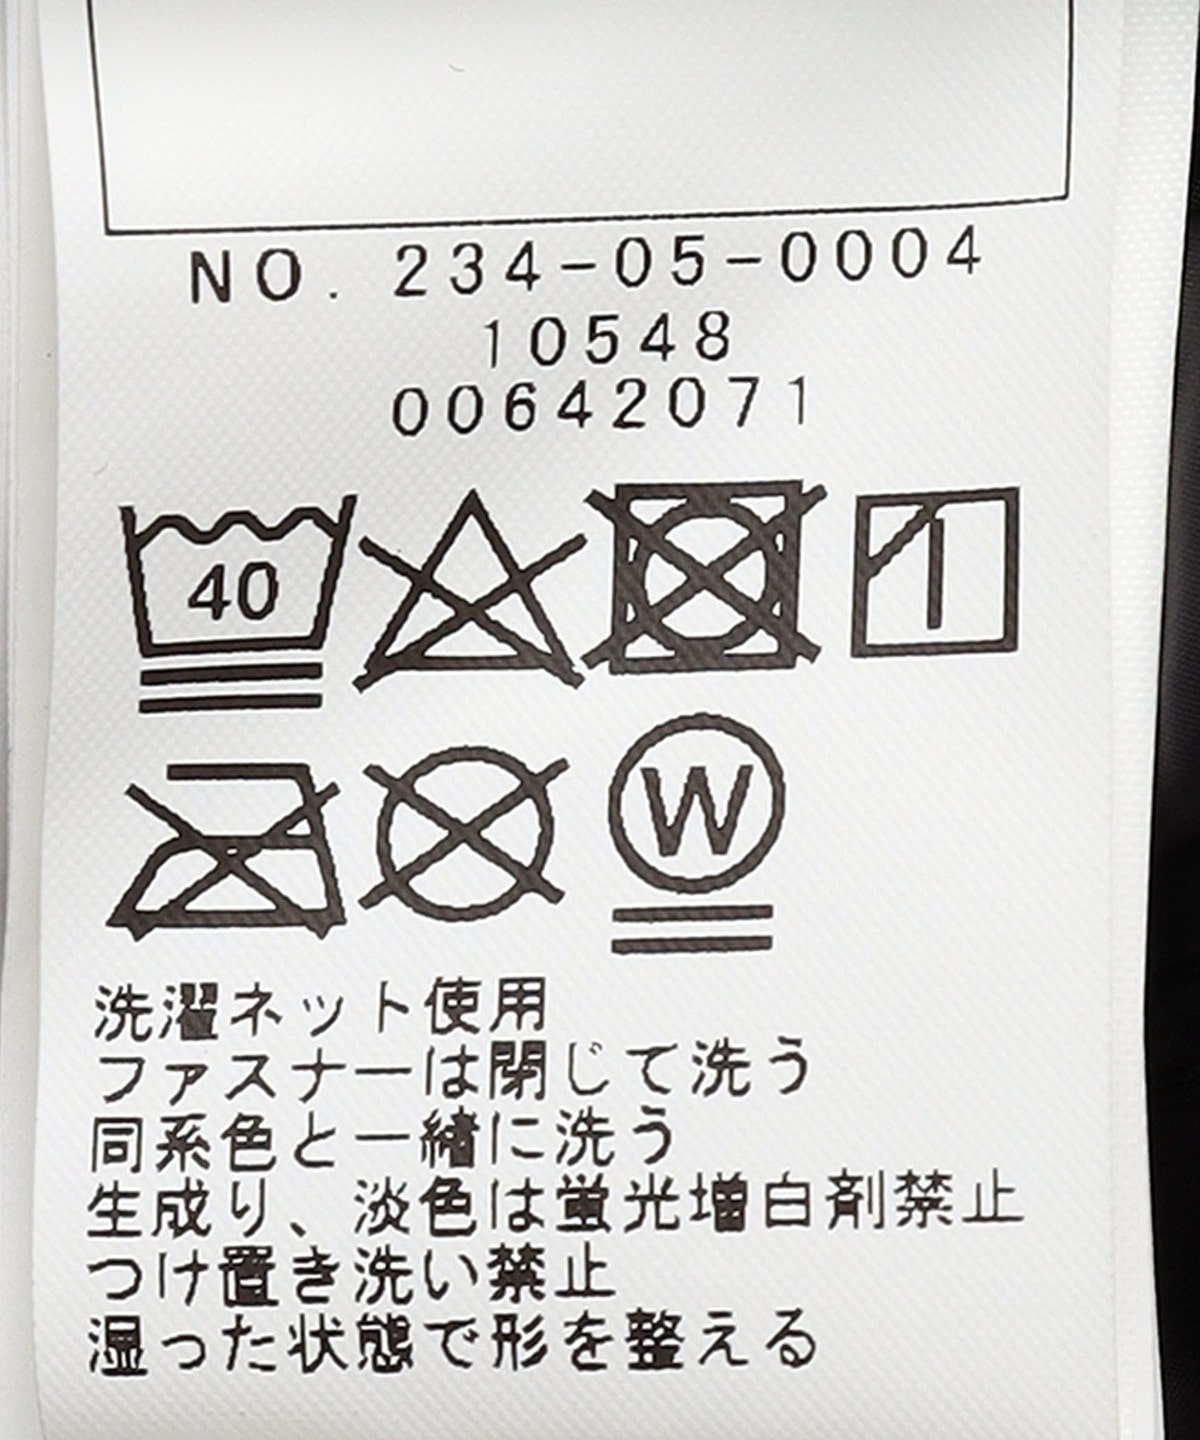 NO. 234-05-0004
10548
00642071
40
W
洗濯ネット使用
ファスナーは閉じて洗う
同系色と一緒に洗う
生成り、淡色は蛍光増白剤禁止
つけ置き洗い禁止
湿った状態で形を整える